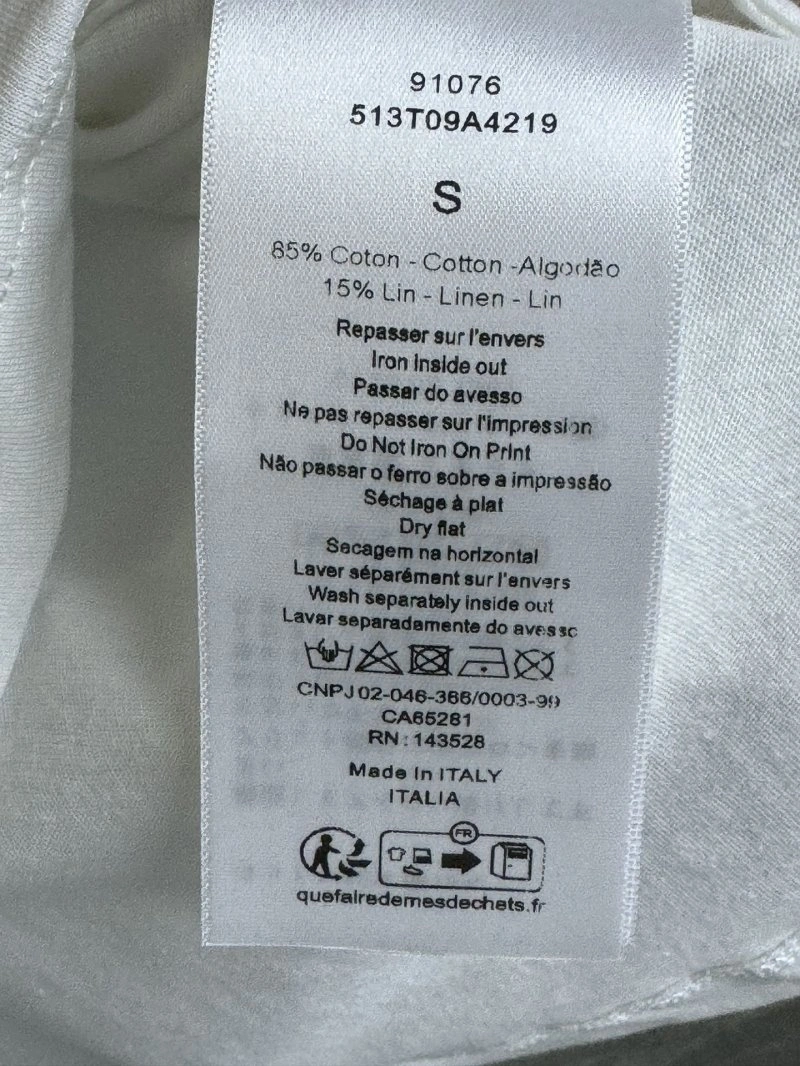 91076
513T09A4219
S
85% Coton - Cotton -Algodão
15% Lin - Linen - Lin
Repasser sur l'envers
Iron Inside out
Passar do avesso
Ne pas repasser sur l'impression
Do Not Iron On Print
Não passar o ferro sobre a impressão
Séchage à plat
Dry flat
Secagem na horizontal
Laver séparément sur l'envers
Wash separately inside out
Lavar separadamente do avesso
CNPJ 02-046-366/0003-99
CA65281
RN : 143528
Made In ITALY
ITALIA
FR
quefairedemesdechets.fr